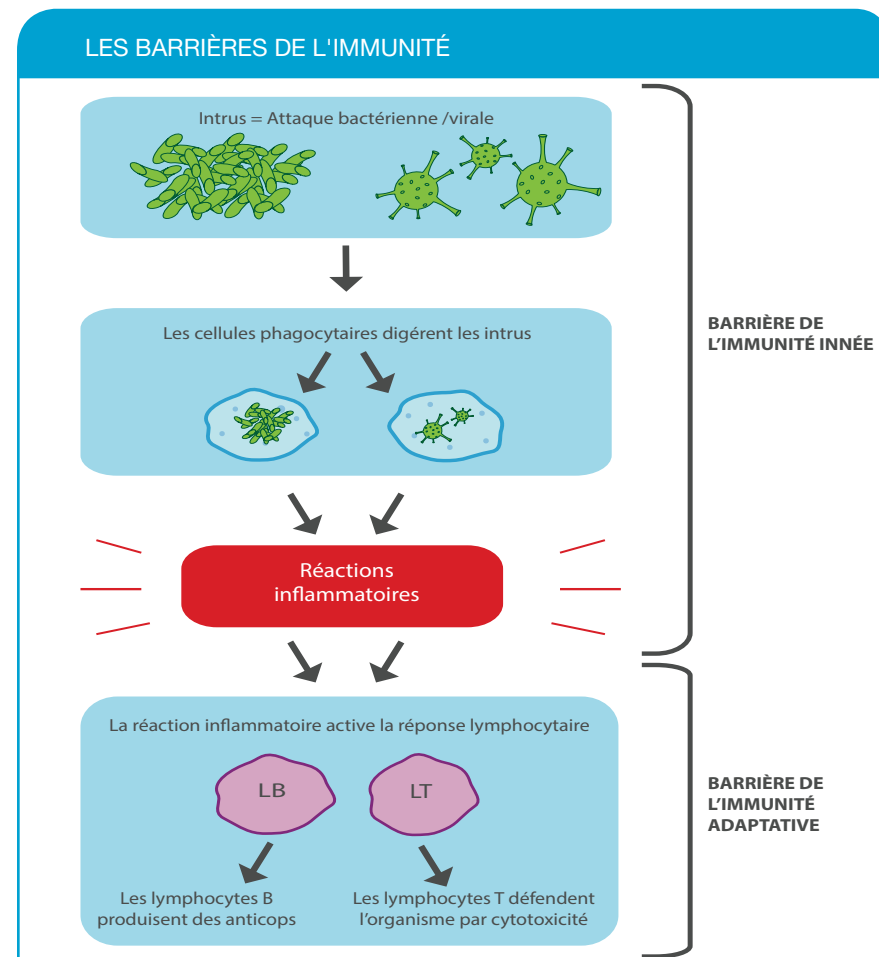 LES BARRIÈRES DE L'IMMUNITÉ
Intrus = Attaque bactérienne /virale
Les cellules phagocytaires digérent les intrus
BARRIÈRE DE
L’IMMUNITÉ INNÉE
Réactions
inflammatoires
La réaction inflammatoire active la réponse lymphocytaire
LB
LT
Les lymphocytes B
produisent des anticops
Les lymphocytes T défendent
l’organisme par cytotoxicité
BARRIÈRE DE
L’IMMUNITÉ
ADAPTATIVE